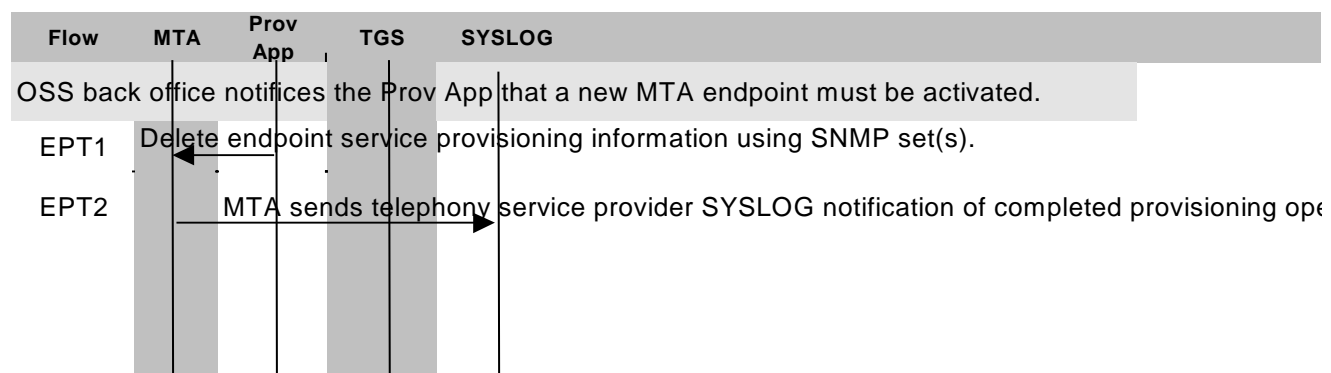 Flow MTA Prov App TGS SYSLOG
OSS back office notifices the Prov App that a new MTA endpoint must be activated.
EPT1 Delete endpoint service provisioning information using SNMP set(s).
EPT2 MTA sends telephony service provider SYSLOG notification of completed provisioning ope